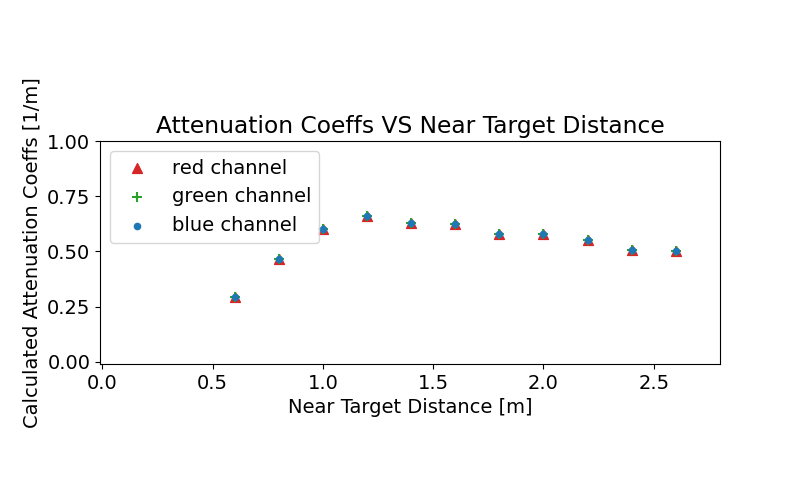 Attenuation Coeffs VS Near Target Distance
Calculated Attenuation Coeffs [1/m]
1.00
0.75
0.50
0.25
0.00
red channel
green channel
blue channel
0.0 0.5 1.0 1.5 2.0 2.5
Near Target Distance [m]